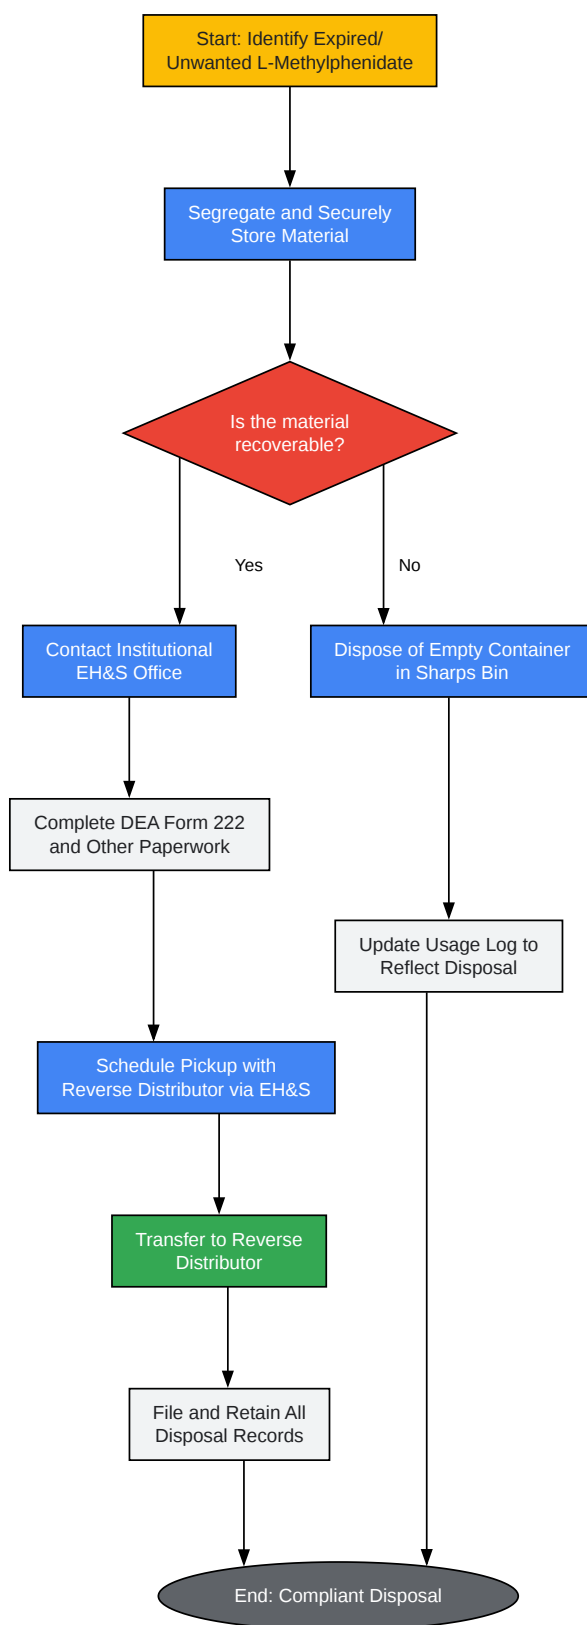 Start: Identify Expired/
Unwanted L-Methylphenidate
Segregate and Securely
Store Material
Is the material
recoverable?
Yes
No
Contact Institutional
EH&S Office
Dispose of Empty Container
in Sharps Bin
Complete DEA Form 222
and Other Paperwork
Update Usage Log to
Reflect Disposal
Schedule Pickup with
Reverse Distributor via EH&S
Transfer to Reverse
Distributor
File and Retain All
Disposal Records
End: Compliant Disposal